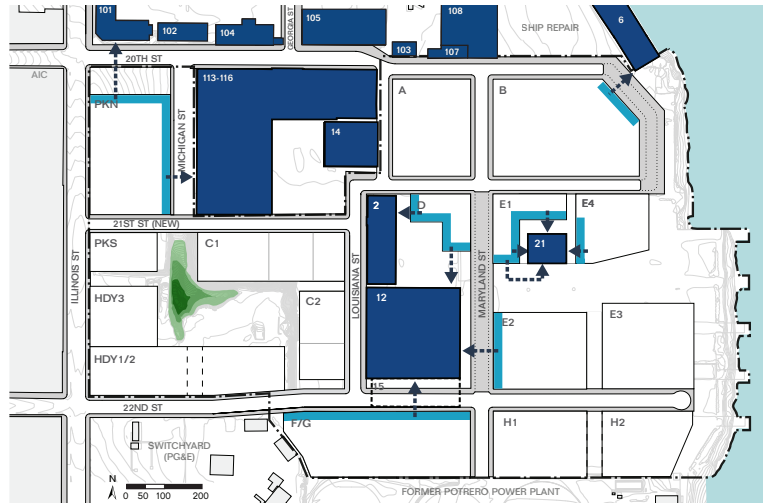 101
102
104
GEORGIA ST
105
103
107
108
SHIP REPAIR
6
20TH ST
AIC
PKN
MICHIGAN ST
113-116
14
A
B
2
D
E1
E4
21
21ST ST (NEW)
PKS
C1
ILLINOIS ST
LOUISIANA ST
MARYLAND ST
HDY3
C2
12
E2
E3
HDY1/2
15
22ND ST
F/G
H1
H2
SWITCHYARD
(PG&E)
N
0 50 100 200
FORMER POTRERO POWER PLANT